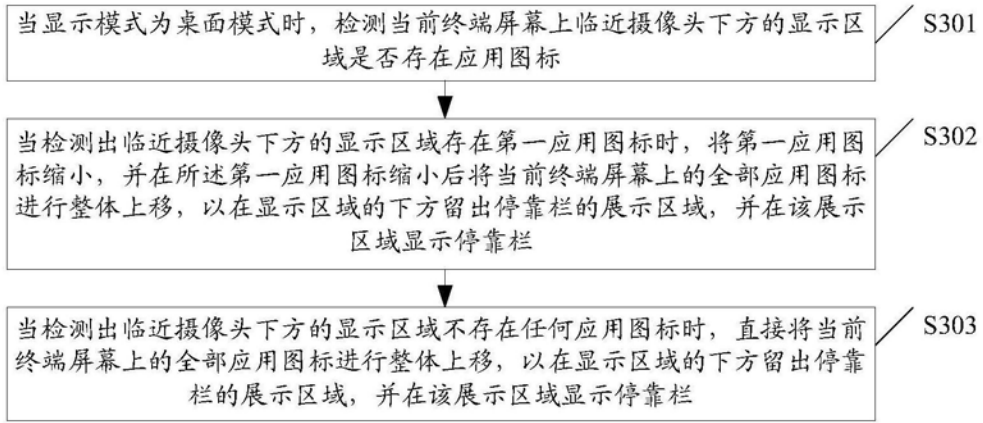 当显示模式为桌面模式时，检测当前终端屏幕上临近摄像头下方的显示区
域是否存在应用图标
S301
当检测出临近摄像头下方的显示区域存在第一应用图标时，将第一应用图
标缩小，并在所述第一应用图标缩小后将当前终端屏幕上的全部应用图标
进行整体上移，以在显示区域的下方留出停靠栏的展示区域，并在该展示
区域显示停靠栏
S302
当检测出临近摄像头下方的显示区域不存在任何应用图标时，直接将当前
终端屏幕上的全部应用图标进行整体上移，以在显示区域的下方留出停靠
栏的展示区域，并在该展示区域显示停靠栏
S303